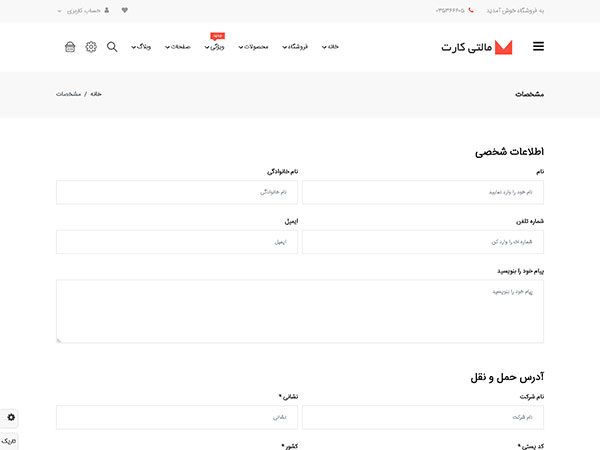 به فروشگاه خوش آمدید
حساب کاربری
مالتی کارت
خانه فروشگاه محصولات ویژگی صفحات وبلاگ
جدید
مشخصات
خانه / مشخصات
اطلاعات شخصی
نام نام خانوادگی
نام خود را وارد نمایید نام خانوادگی
شماره تلفن ایمیل
شماره ات را وارد کن ایمیل
پیام خود را بنویسید
پیام خود را بنویسید
آدرس حمل و نقل
نام شرکت نشانی *
نام شرکت نشانی
کد پستی * کشور *
تاریک